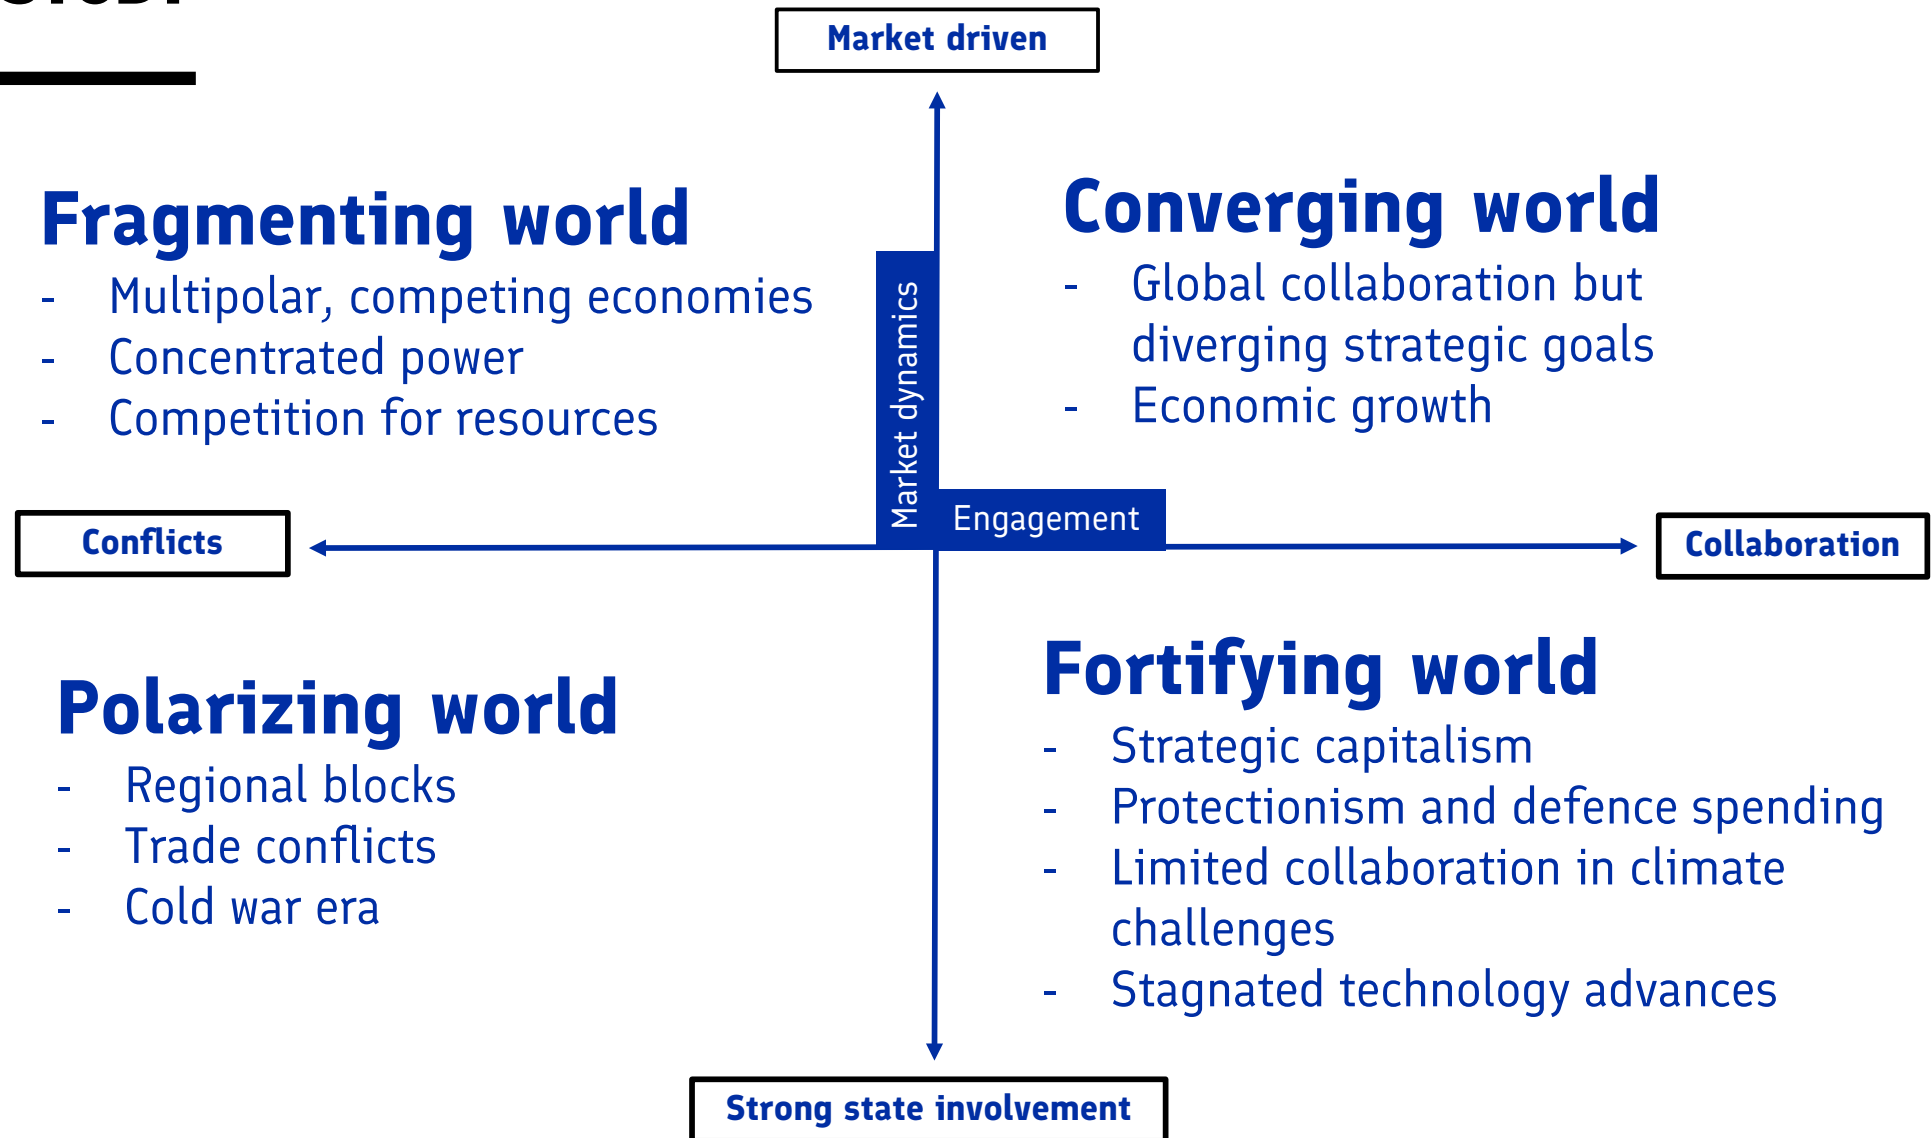 Market driven
Fragmenting world
- Multipolar, competing economies
- Concentrated power
- Competition for resources
Converging world
- Global collaboration but
diverging strategic goals
- Economic growth
Market dynamics
Engagement
Conflicts
Collaboration
Polarizing world
- Regional blocks
- Trade conflicts
- Cold war era
Fortifying world
- Strategic capitalism
- Protectionism and defence spending
- Limited collaboration in climate
challenges
- Stagnated technology advances
Strong state involvement